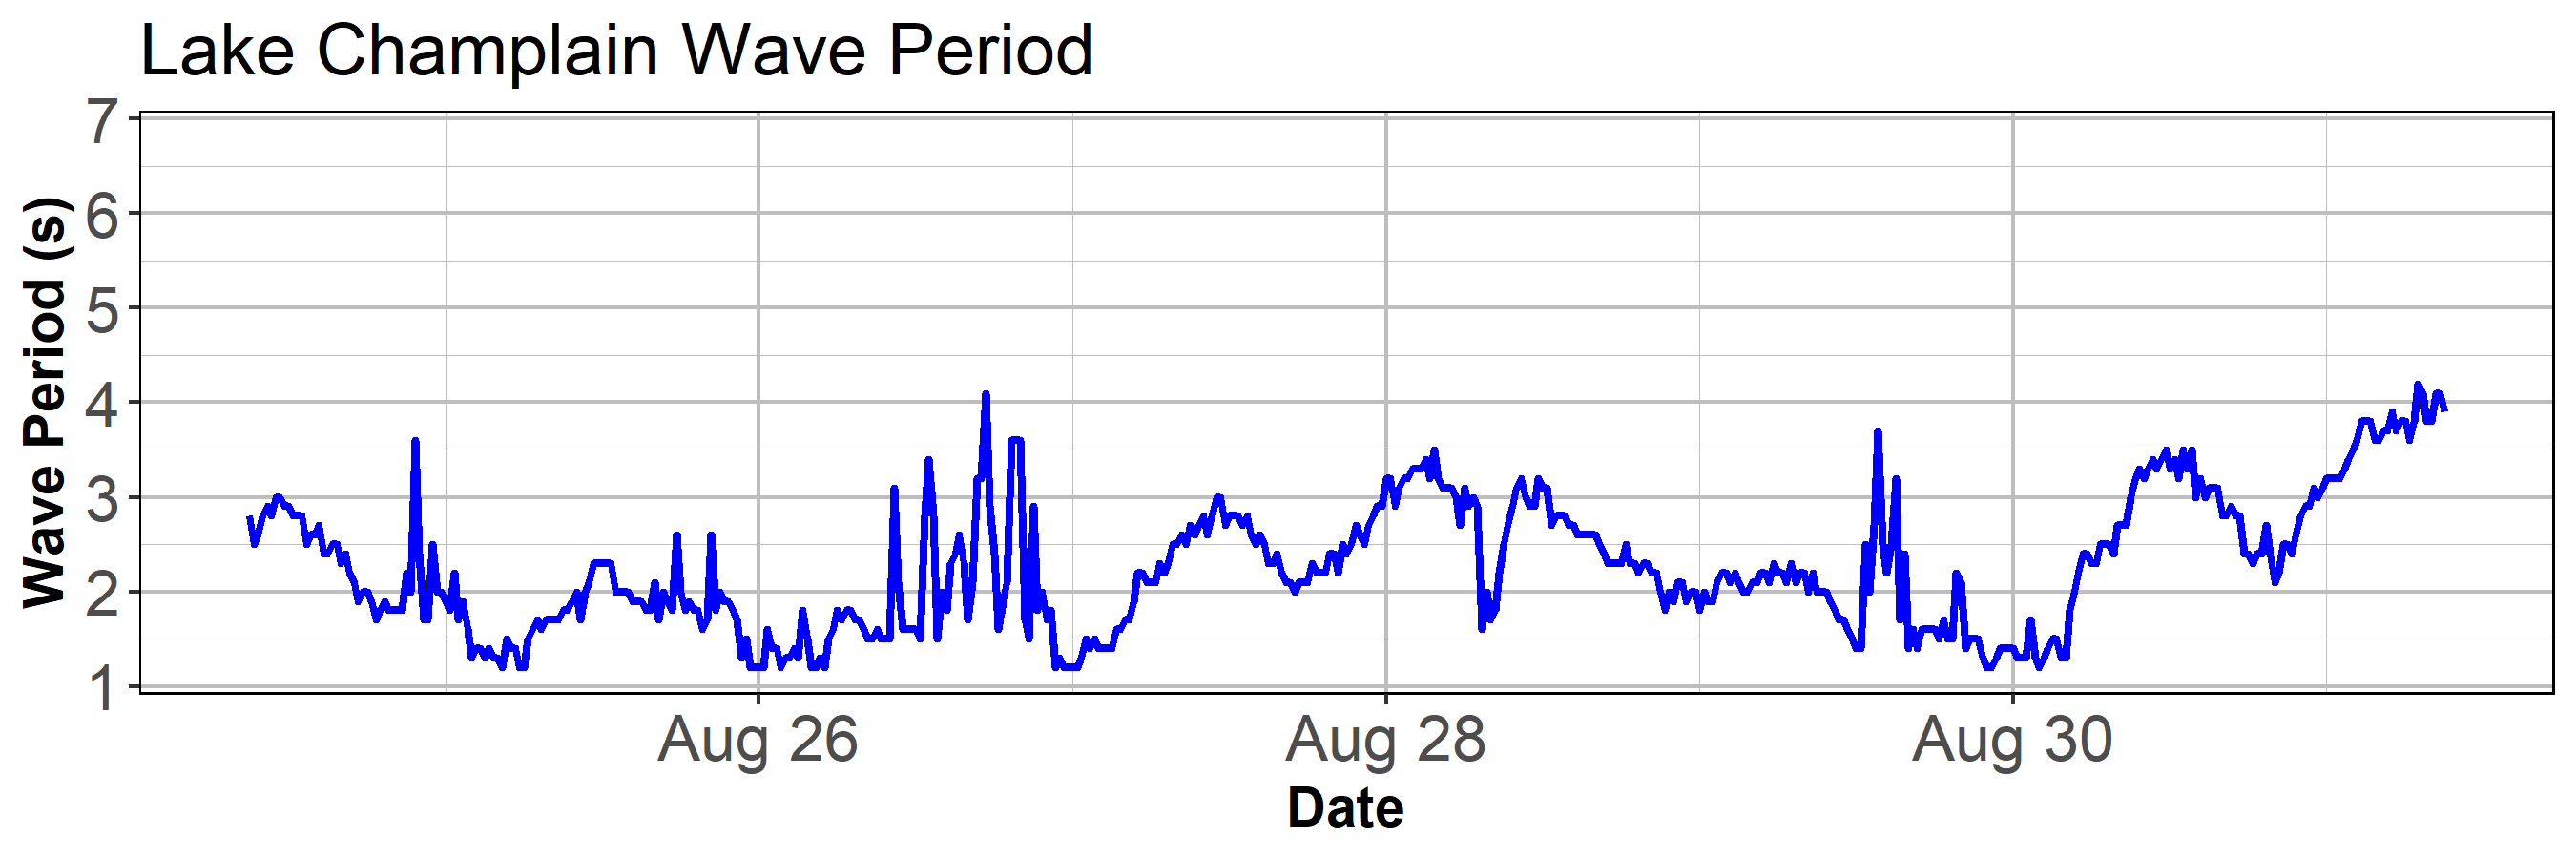 Lake Champlain Wave Period
Wave Period (s)
7
6
5
4
3
2
1
Aug 26
Aug 28
Aug 30
Date